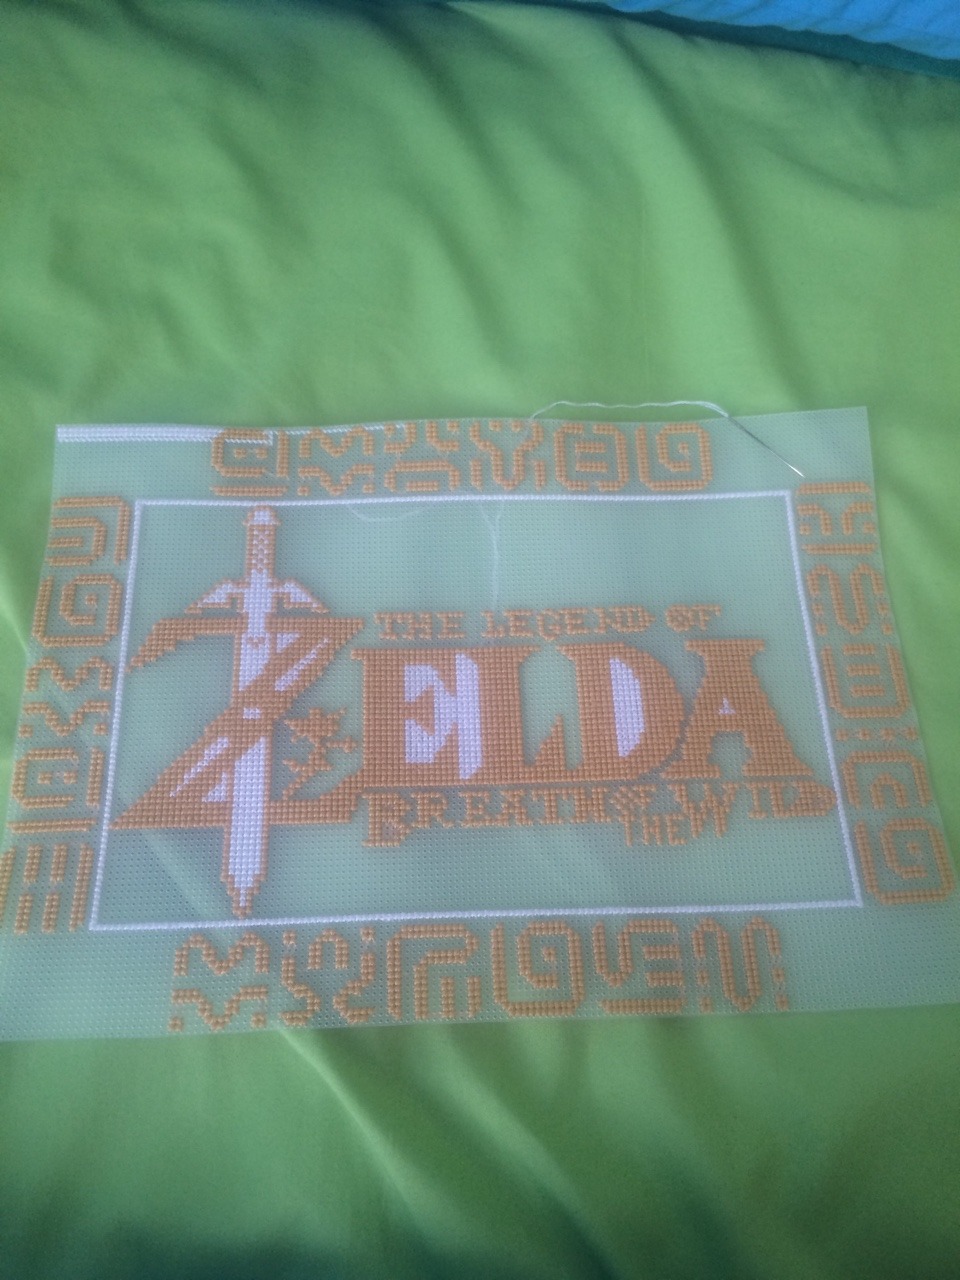 THE LEGEND OF
ZELDA
BREATH OF THE WILD